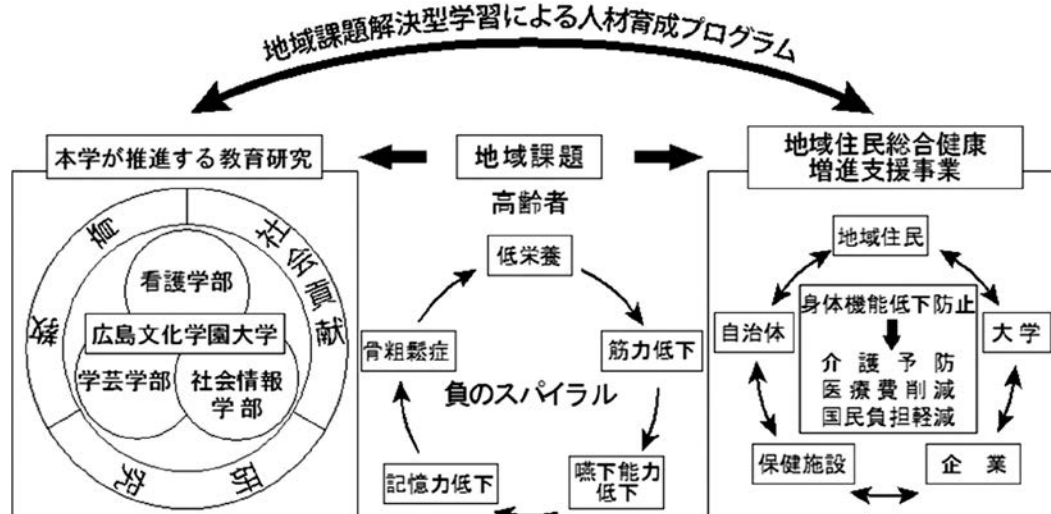 地域課題解決型学習による人材育成プログラム
本学が推進する教育研究
教育
社会貢献
看護学部
広島文化学園大学
学芸学部
社会情報
学部
研究
地域課題
高齢者
低栄養
骨粗鬆症
筋力低下
負のスパイラル
記憶力低下
嚥下能力
低下
地域住民総合健康
増進支援事業
地域住民
身体機能低下防止
自治体
大学
介護予防
医療費削減
国民負担軽減
保健施設
企業